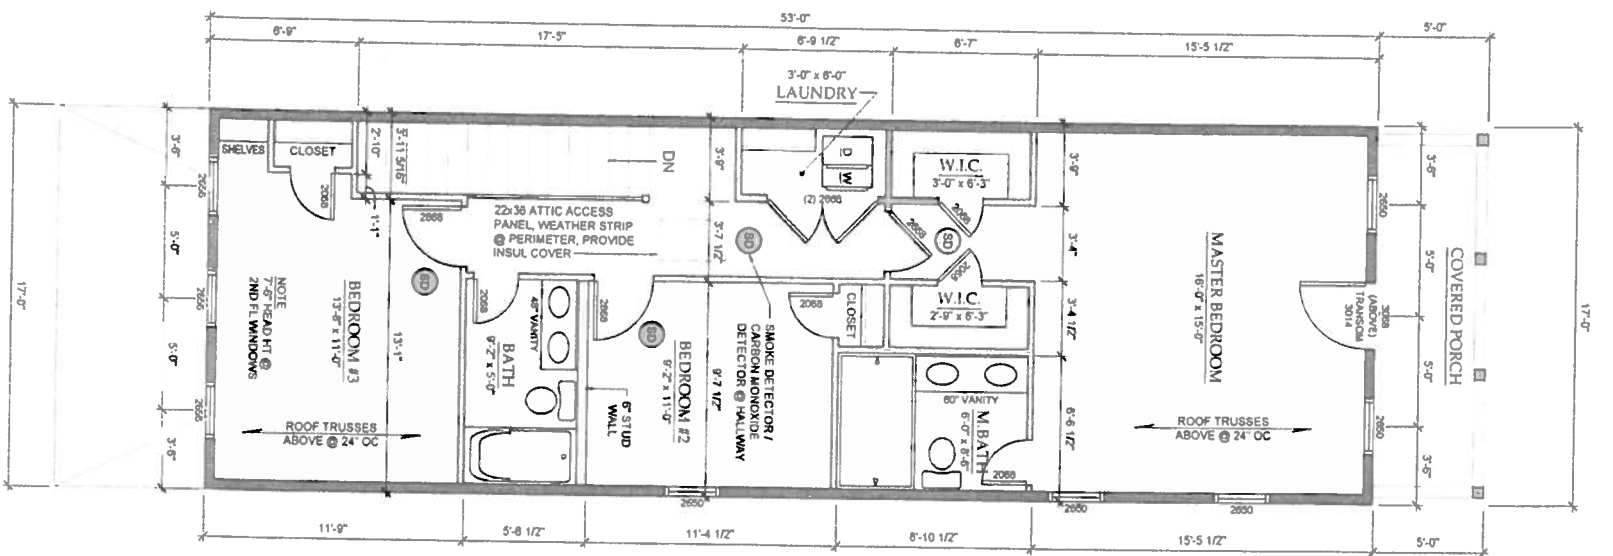 53'-0"
5'-0"
6'-9"
17'-5"
6'-9 1/2"
6'-7"
15'-5 1/2"
3'-0" x 6'-0"
LAUNDRY
17'-0"
3'-6"
5'-0"
5'-0"
3'-6"
2656
2656
2656
SHELVES
CLOSET
2068
2'-10"
3'-11 5/16"
1'-1"
DN
2668
22x36 ATTIC ACCESS
PANEL, WEATHER STRIP
@ PERIMETER, PROVIDE
INSUL COVER
3'-9"
3'-7 1/2"
D
W
(2) 2668
W.I.C.
3'-0" x 6'-3"
2068
2668
SD
SD
SD
SD
2068
W.I.C.
2'-9" x 6'-3"
3'-9"
3'-4"
3'-4 1/2"
6'-6 1/2"
NOTE
7'-6" HEAD HT @
2ND FL WINDOWS
BEDROOM #3
13'-8" x 11'-0"
13'-1"
ROOF TRUSSES
ABOVE @ 24" OC
2068
48" VANITY
BATH
9'-2" x 5'-0"
2668
6" STUD
WALL
BEDROOM #2
9'-2" x 11'-0"
9'-7 1/2"
SMOKE DETECTOR /
CARBON MONOXIDE
DETECTOR @ HALLWAY
2068
CLOSET
60" VANITY
M.BATH
6'-0" x 8'-6"
2068
MASTER BEDROOM
16'-0" x 15'-0"
ROOF TRUSSES
ABOVE @ 24" OC
2650
3068
(ABOVE)
TRANSOM
3014
2650
3'-6"
5'-0"
5'-0"
3'-6"
COVERED PORCH
17'-0"
2650
2650
2650
11'-9"
5'-6 1/2"
11'-4 1/2"
8'-10 1/2"
15'-5 1/2"
5'-0"